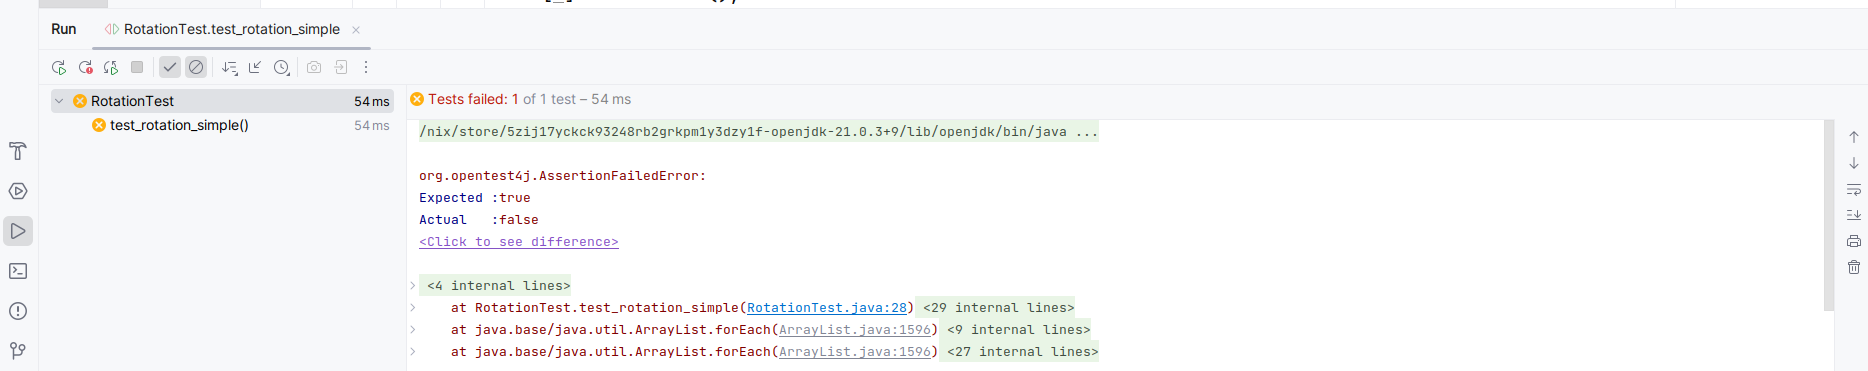 Run RotationTest.test_rotation_simple
RotationTest 54 ms
test_rotation_simple() 54 ms
Tests failed: 1 of 1 test – 54 ms
/nix/store/5zij17yckck93248rb2grkpm1y3dzy1f-openjdk-21.0.3+9/lib/openjdk/bin/java ...
org.opentest4j.AssertionFailedError:
Expected :true
Actual :false
<Click to see difference>
<4 internal lines>
at RotationTest.test_rotation_simple(RotationTest.java:28) <29 internal lines>
at java.base/java.util.ArrayList.forEach(ArrayList.java:1596) <9 internal lines>
at java.base/java.util.ArrayList.forEach(ArrayList.java:1596) <27 internal lines>